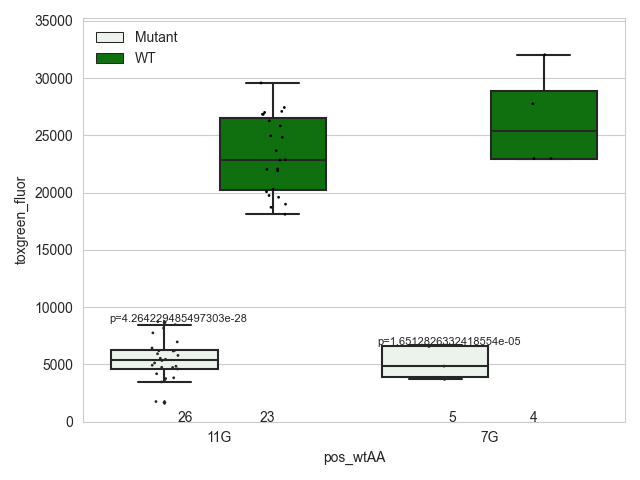 35000
Mutant
WT
30000
25000
20000
15000
10000
5000
0
toxgreen_fluor
p=4.264229485497303e-28
p=1.6512826332418554e-05
26 23 5 4
11G 7G
pos_wtAA